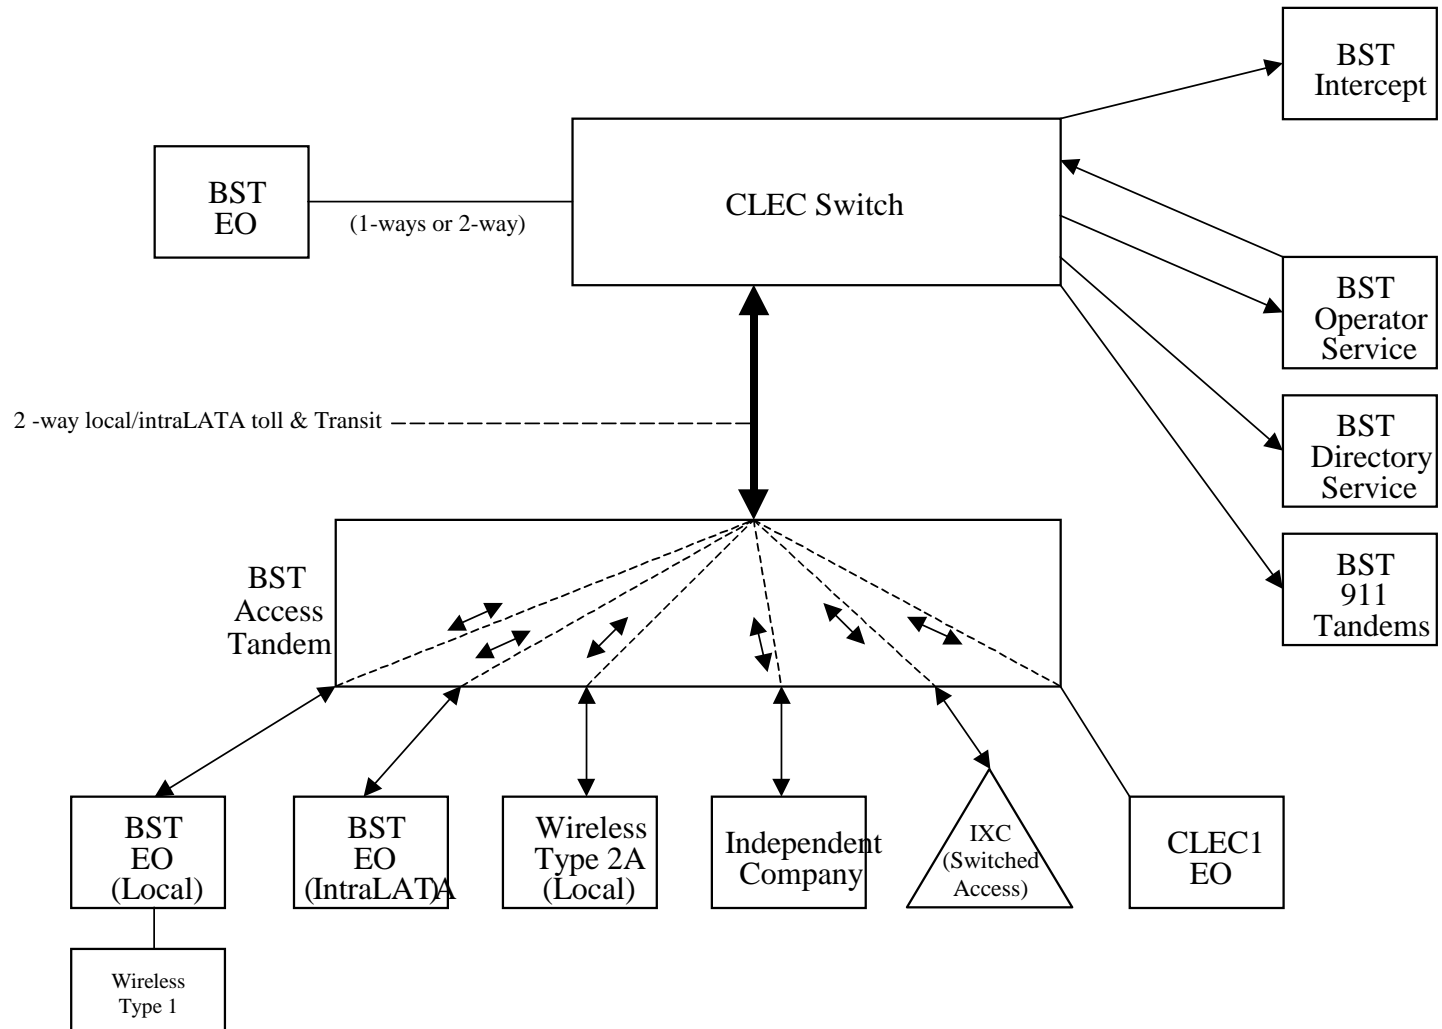 BST
Intercept
BST
EO
(1-ways or 2-way)
CLEC Switch
BST
Operator
Service
2 -way local/intraLATA toll & Transit
BST
Directory
Service
BST
911
Tandems
BST
Access
Tandem
BST
EO
(Local)
BST
EO
(IntraLATA)
Wireless
Type 2A
(Local)
Independent
Company
IXC
(Switched
Access)
CLEC1
EO
Wireless
Type 1